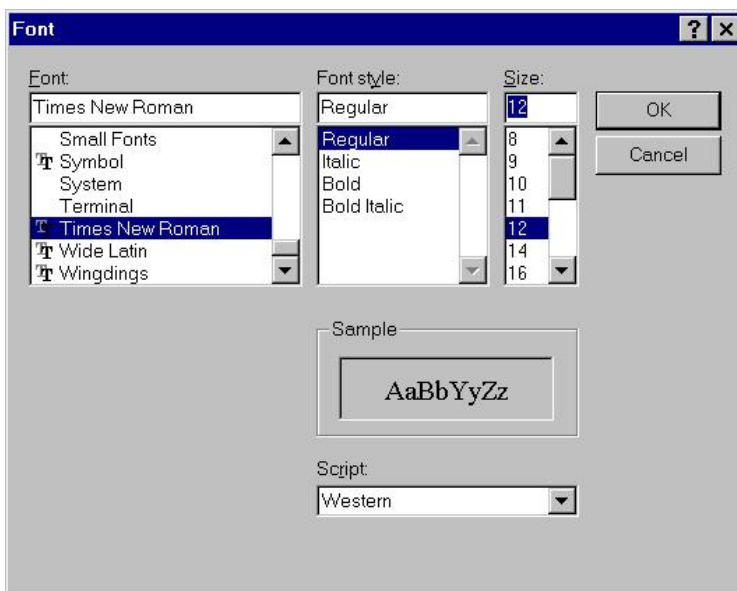 Font
Font:
Times New Roman
Small Fonts
Symbol
System
Terminal
Times New Roman
Wide Latin
Wingdings
Font style:
Regular
Regular
Italic
Bold
Bold Italic
Size:
12
8
9
10
11
12
14
16
OK
Cancel
Sample
AaBbYyZz
Script:
Western